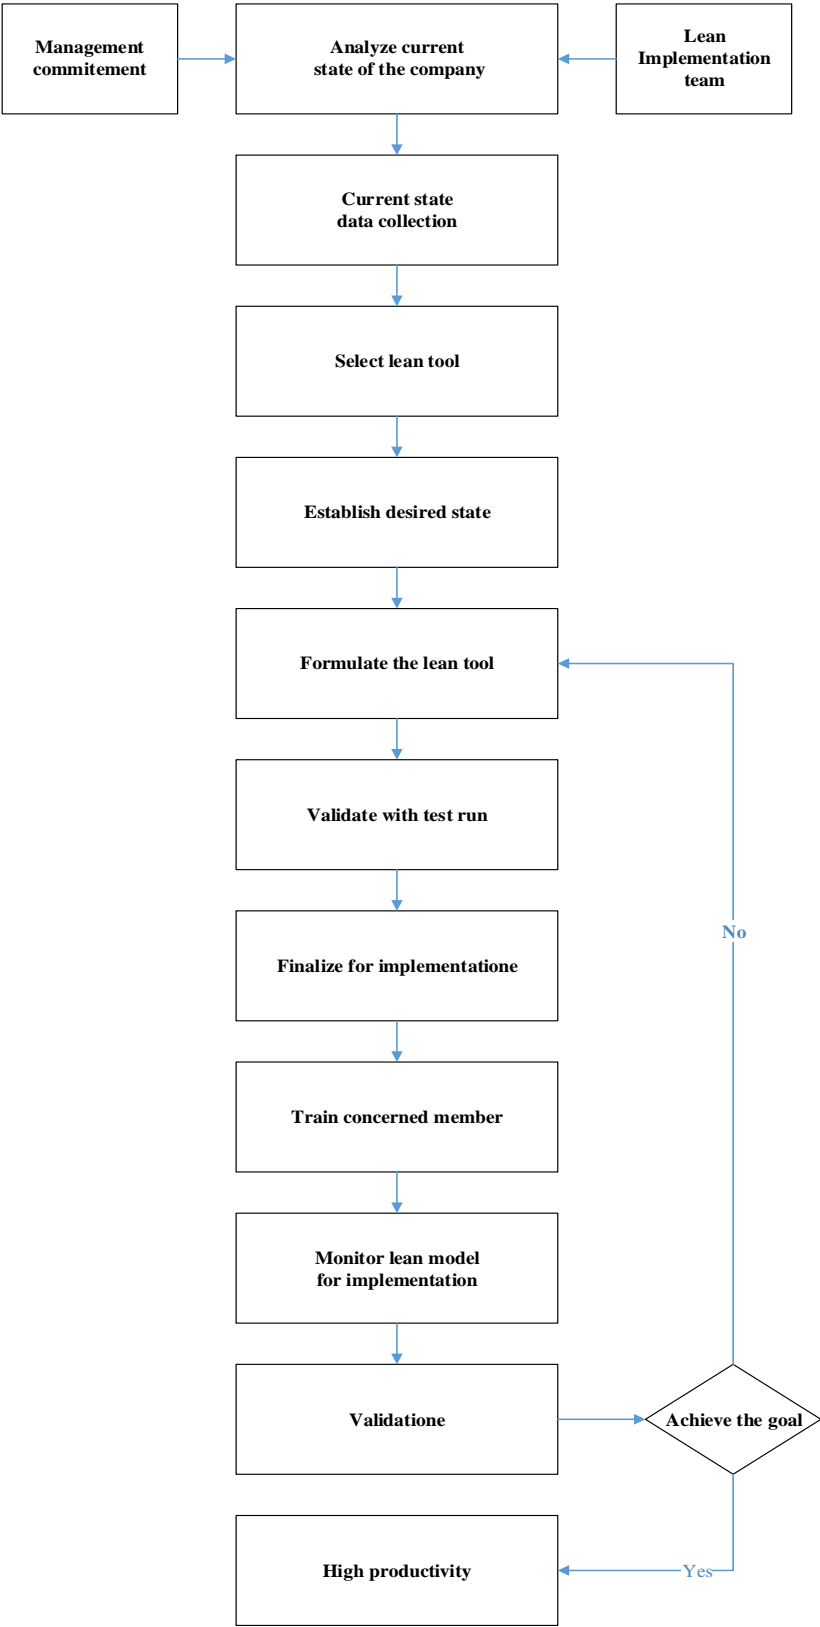 Management
commitement
Analyze current
state of the company
Lean
Implementation
team
Current state
data collection
Select lean tool
Establish desired state
Formulate the lean tool
Validate with test run
Finalize for implementatione
No
Train concerned member
Monitor lean model
for implementation
Validatione
Achieve the goal
High productivity
Yes